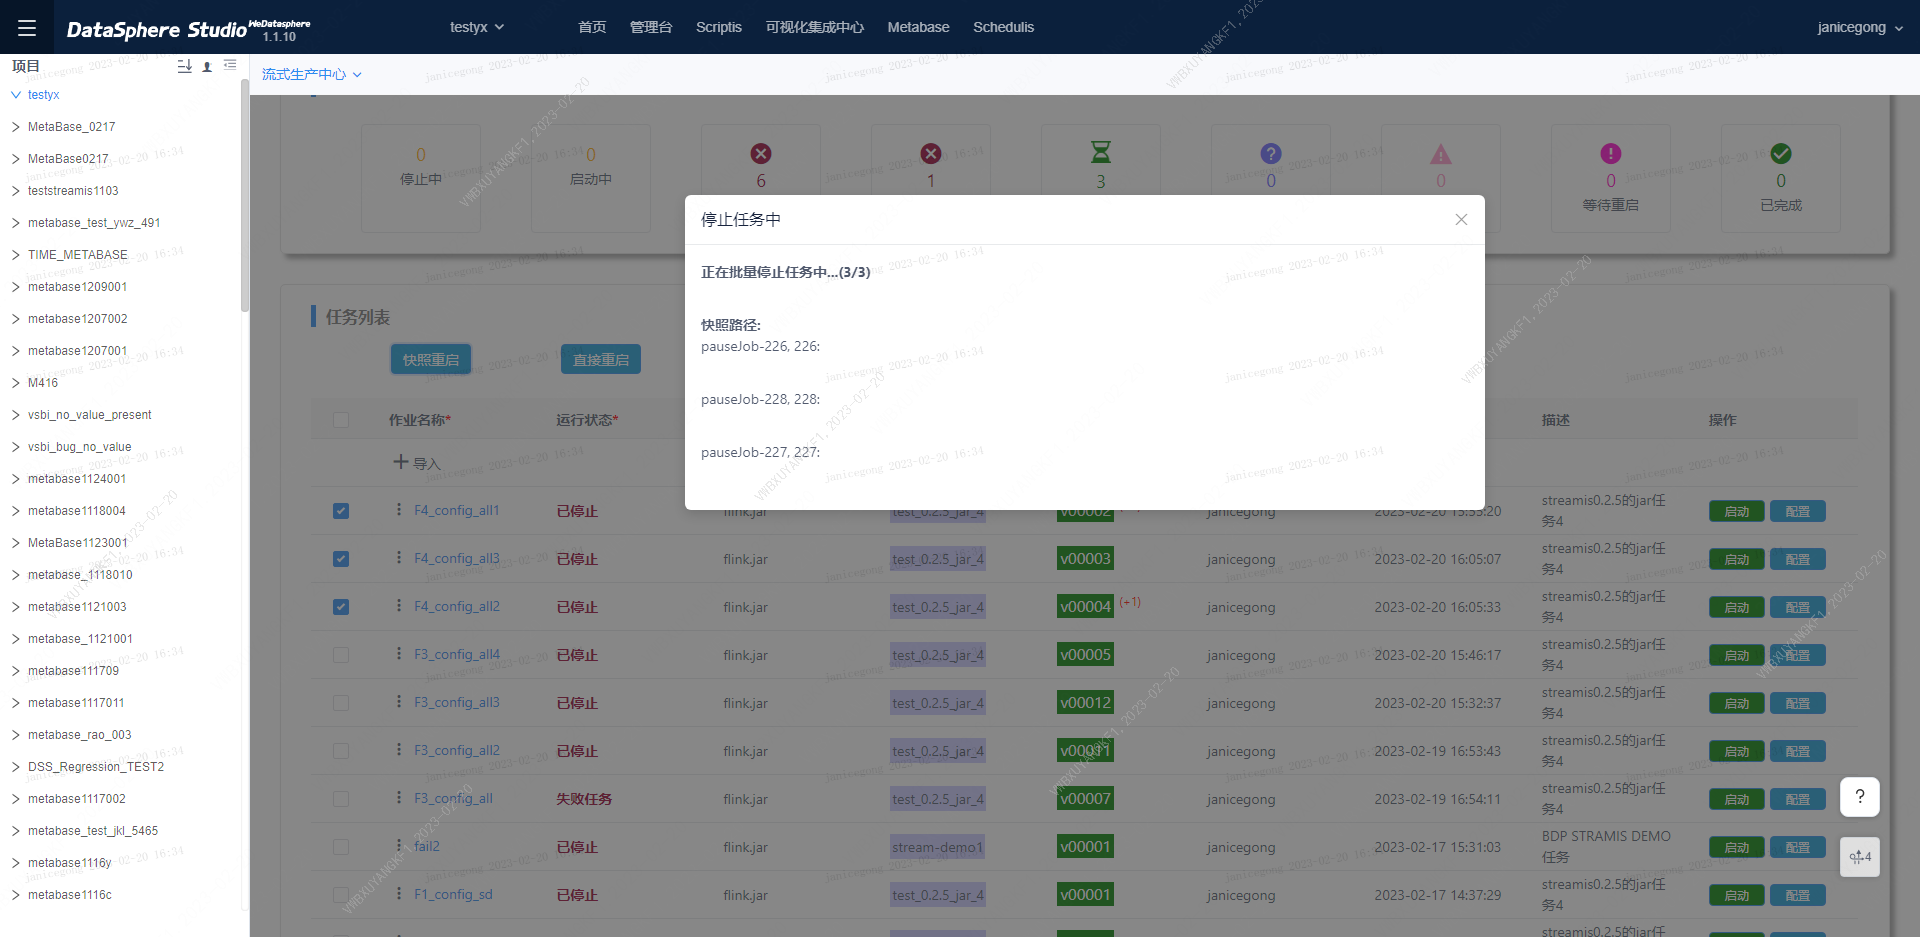 DataSphere Studio WeDatasphere 1.1.10
testyx
首页 管理台 Scriptis 可视化集成中心 Metabase Schedulis
janicegong
项目
流式生产中心
testyx
MetaBase_0217
MetaBase0217
teststreamis1103
metabase_test_ywz_491
TIME_METABASE
metabase1209001
metabase1207002
metabase1207001
M416
vsbi_no_value_present
vsbi_bug_no_value
metabase1124001
metabase1118004
MetaBase1123001
metabase_1118010
metabase1121003
metabase_1121001
metabase111709
metabase1117011
metabase_rao_003
DSS_Regression_TEST2
metabase1117002
metabase_test_jkl_5465
metabase1116y
metabase1116c
0 停止中
0 启动中
6
1
3
0
0
0 等待重启
0 已完成
停止任务中
正在批量停止任务中...(3/3)
快照路径:
pauseJob-226, 226:
pauseJob-228, 228:
pauseJob-227, 227:
任务列表
快照重启 直接重启
作业名称* 运行状态* 描述 操作
导入
F4_config_all1 已停止 flink.jar test_0.2.5_jar_4 v00002 janicegong 2023-02-20 15:55:20 streamis0.2.5的jar任务4 启动 配置
F4_config_all3 已停止 flink.jar test_0.2.5_jar_4 v00003 janicegong 2023-02-20 16:05:07 streamis0.2.5的jar任务4 启动 配置
F4_config_all2 已停止 flink.jar test_0.2.5_jar_4 v00004 (+1) janicegong 2023-02-20 16:05:33 streamis0.2.5的jar任务4 启动 配置
F3_config_all4 已停止 flink.jar test_0.2.5_jar_4 v00005 janicegong 2023-02-20 15:46:17 streamis0.2.5的jar任务4 启动 配置
F3_config_all3 已停止 flink.jar test_0.2.5_jar_4 v00012 janicegong 2023-02-20 15:32:37 streamis0.2.5的jar任务4 启动 配置
F3_config_all2 已停止 flink.jar test_0.2.5_jar_4 v00011 janicegong 2023-02-19 16:53:43 streamis0.2.5的jar任务4 启动 配置
F3_config_all 失败任务 flink.jar test_0.2.5_jar_4 v00007 janicegong 2023-02-19 16:54:11 streamis0.2.5的jar任务4 启动 配置
fail2 已停止 flink.jar stream-demo1 v00001 janicegong 2023-02-17 15:31:03 BDP STRAMIS DEMO任务 启动 配置
F1_config_sd 已停止 flink.jar test_0.2.5_jar_4 v00001 janicegong 2023-02-17 14:37:29 streamis0.2.5的jar任务4 启动 配置
streamis0.2.5的jar任
?
4
janicegong 2023-02-20 16:34
VWBXUYANGKF1, 2023-02-20